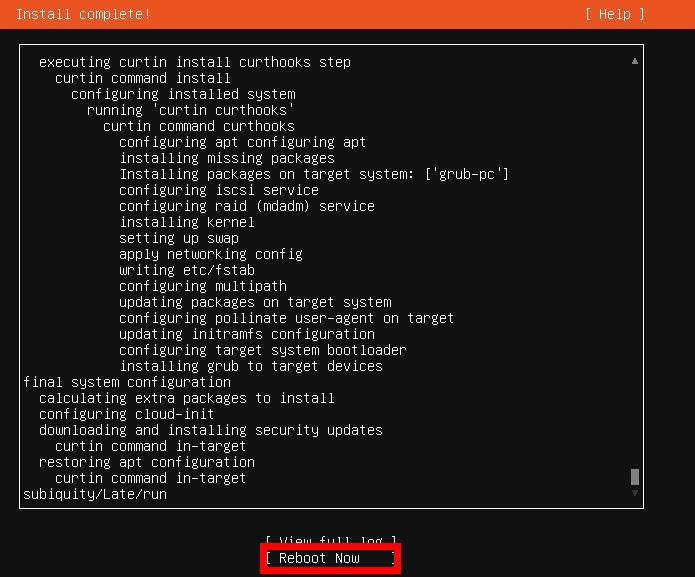 Install complete! [ Help ]
executing curtin install curthooks step
curtin command install
configuring installed system
running 'curtin curthooks'
curtin command curthooks
configuring apt configuring apt
installing missing packages
Installing packages on target system: ['grub-pc']
configuring iscsi service
configuring raid (mdadm) service
installing kernel
setting up swap
apply networking config
writing etc/fstab
configuring multipath
updating packages on target system
configuring pollinate user-agent on target
updating initramfs configuration
configuring target system bootloader
installing grub to target devices
final system configuration
calculating extra packages to install
configuring cloud-init
downloading and installing security updates
curtin command in-target
restoring apt configuration
curtin command in-target
subiquity/Late/run
[ View full log ]
[ Reboot Now ]